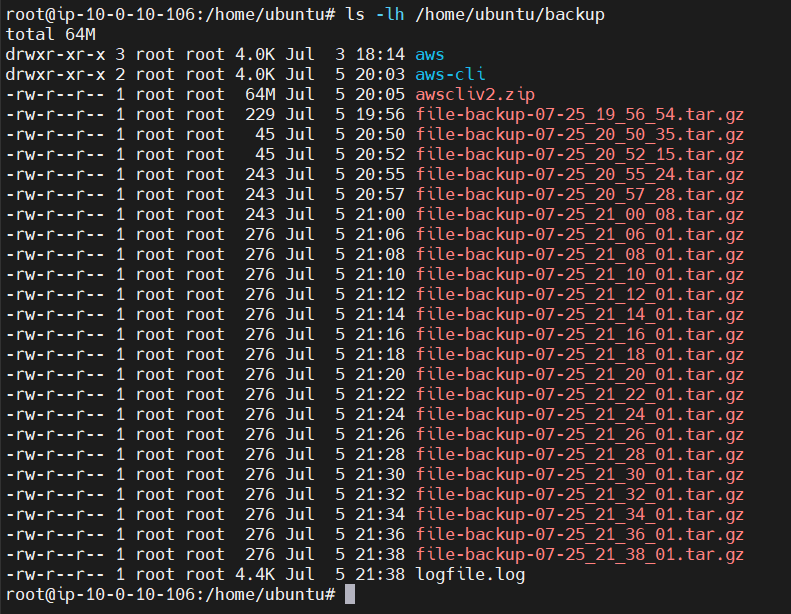 root@ip-10-0-10-106:/home/ubuntu# ls -lh /home/ubuntu/backup
total 64M
drwxr-xr-x 3 root root 4.0K Jul  3 18:14 aws
drwxr-xr-x 2 root root 4.0K Jul  5 20:03 aws-cli
-rw-r--r-- 1 root root  64M Jul  5 20:05 awscliv2.zip
-rw-r--r-- 1 root root  229 Jul  5 19:56 file-backup-07-25_19_56_54.tar.gz
-rw-r--r-- 1 root root   45 Jul  5 20:50 file-backup-07-25_20_50_35.tar.gz
-rw-r--r-- 1 root root   45 Jul  5 20:52 file-backup-07-25_20_52_15.tar.gz
-rw-r--r-- 1 root root  243 Jul  5 20:55 file-backup-07-25_20_55_24.tar.gz
-rw-r--r-- 1 root root  243 Jul  5 20:57 file-backup-07-25_20_57_28.tar.gz
-rw-r--r-- 1 root root  243 Jul  5 21:00 file-backup-07-25_21_00_08.tar.gz
-rw-r--r-- 1 root root  276 Jul  5 21:06 file-backup-07-25_21_06_01.tar.gz
-rw-r--r-- 1 root root  276 Jul  5 21:08 file-backup-07-25_21_08_01.tar.gz
-rw-r--r-- 1 root root  276 Jul  5 21:10 file-backup-07-25_21_10_01.tar.gz
-rw-r--r-- 1 root root  276 Jul  5 21:12 file-backup-07-25_21_12_01.tar.gz
-rw-r--r-- 1 root root  276 Jul  5 21:14 file-backup-07-25_21_14_01.tar.gz
-rw-r--r-- 1 root root  276 Jul  5 21:16 file-backup-07-25_21_16_01.tar.gz
-rw-r--r-- 1 root root  276 Jul  5 21:18 file-backup-07-25_21_18_01.tar.gz
-rw-r--r-- 1 root root  276 Jul  5 21:20 file-backup-07-25_21_20_01.tar.gz
-rw-r--r-- 1 root root  276 Jul  5 21:22 file-backup-07-25_21_22_01.tar.gz
-rw-r--r-- 1 root root  276 Jul  5 21:24 file-backup-07-25_21_24_01.tar.gz
-rw-r--r-- 1 root root  276 Jul  5 21:26 file-backup-07-25_21_26_01.tar.gz
-rw-r--r-- 1 root root  276 Jul  5 21:28 file-backup-07-25_21_28_01.tar.gz
-rw-r--r-- 1 root root  276 Jul  5 21:30 file-backup-07-25_21_30_01.tar.gz
-rw-r--r-- 1 root root  276 Jul  5 21:32 file-backup-07-25_21_32_01.tar.gz
-rw-r--r-- 1 root root  276 Jul  5 21:34 file-backup-07-25_21_34_01.tar.gz
-rw-r--r-- 1 root root  276 Jul  5 21:36 file-backup-07-25_21_36_01.tar.gz
-rw-r--r-- 1 root root  276 Jul  5 21:38 file-backup-07-25_21_38_01.tar.gz
-rw-r--r-- 1 root root 4.4K Jul  5 21:38 logfile.log
root@ip-10-0-10-106:/home/ubuntu#